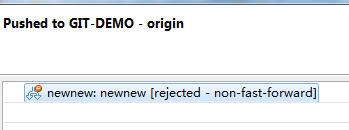 Pushed to GIT-DEMO - origin
newnew: newnew [rejected - non-fast-forward]